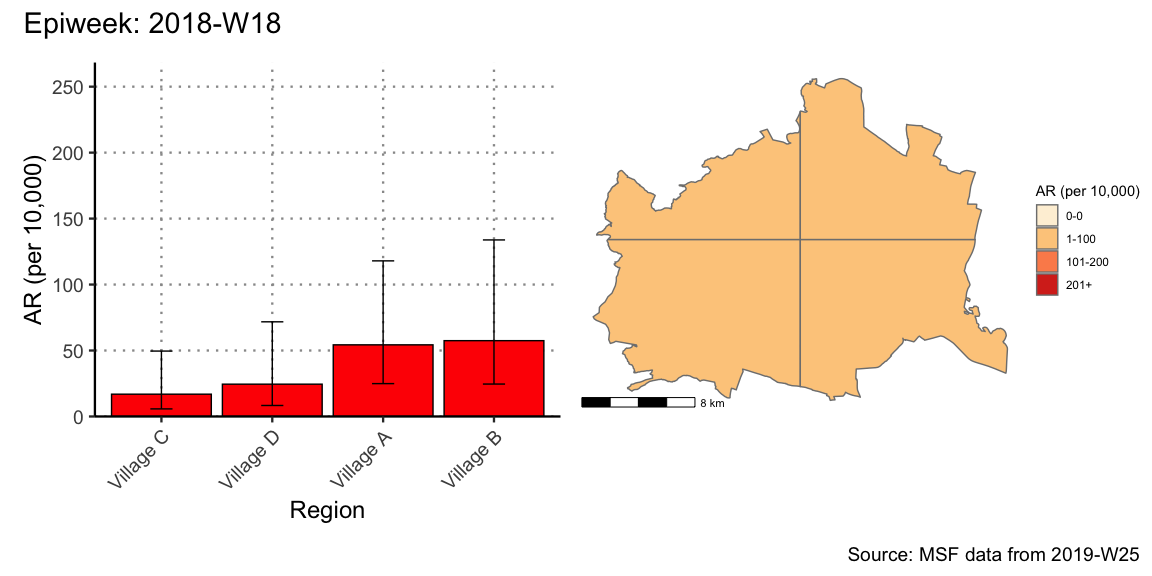 Epiweek: 2018-W18
AR (per 10,000)
250
200
150
100
50
0
Village C
Village D
Village A
Village B
Region
8 km
AR (per 10,000)
0-0
1-100
101-200
201+
Source: MSF data from 2019-W25